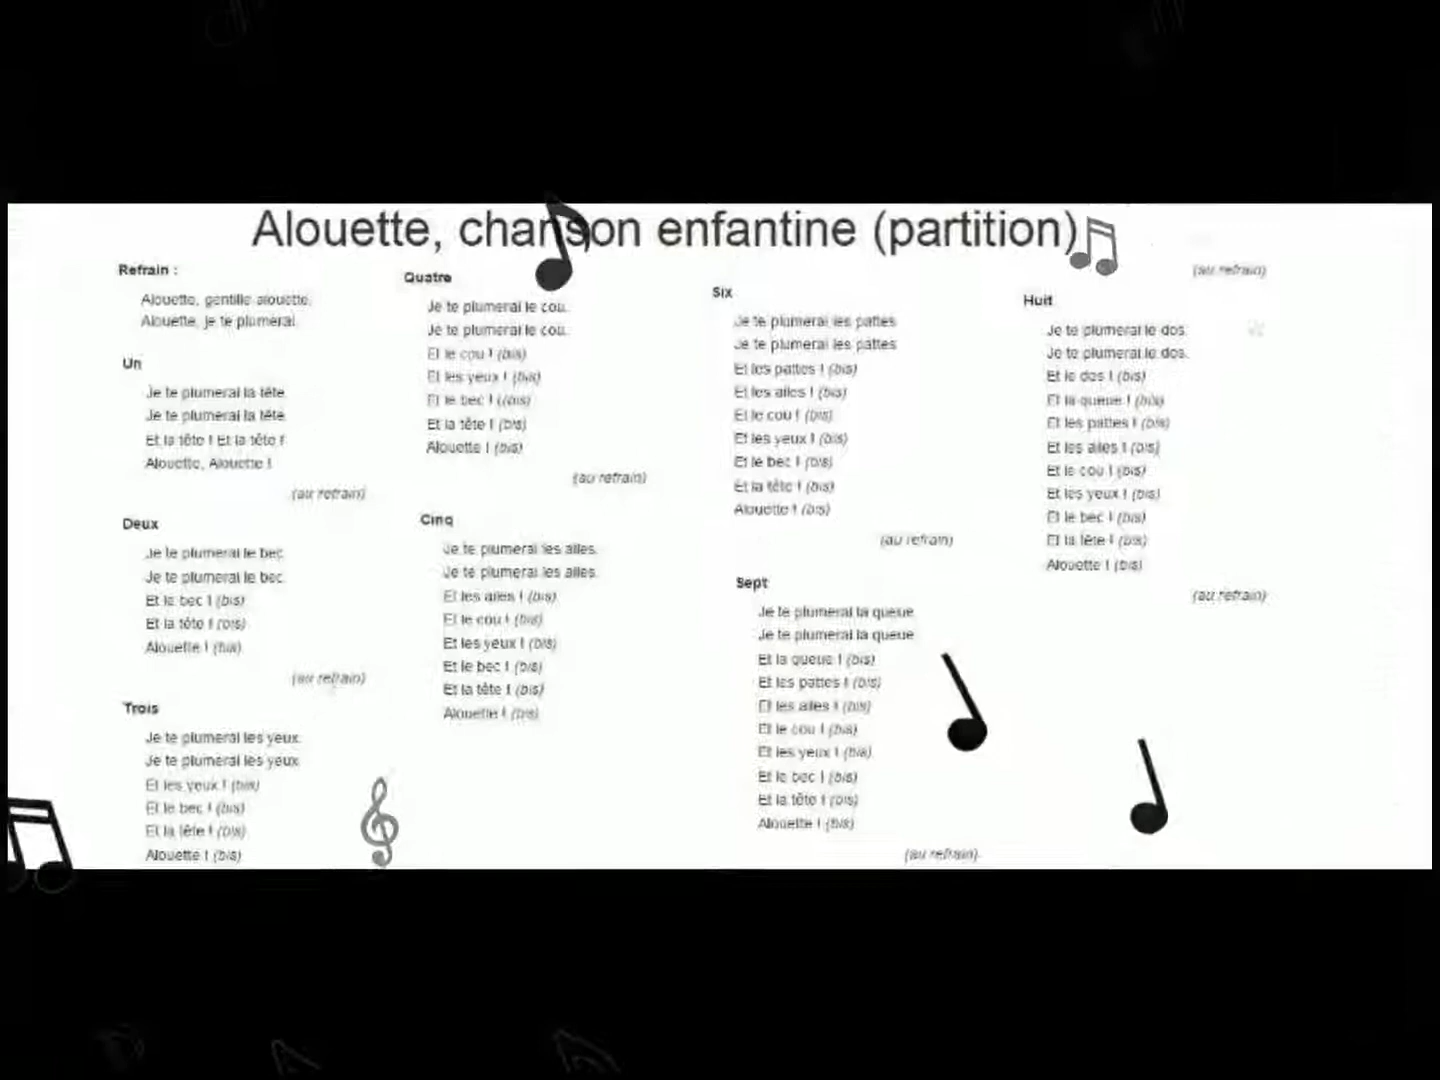 Alouette, chanson enfantine (partition)
Refrain :
Alouette, gentille alouette,
Alouette, je te plumerai.
Un
Je te plumerai la tête
Je te plumerai la tête
Et la tête ! Et la tête !
Alouette, Alouette !
(au refrain)
Deux
Je te plumerai le bec
Je te plumerai le bec
Et le bec ! (bis)
Et la tête ! (bis)
Alouette ! (bis)
(au refrain)
Trois
Je te plumerai les yeux.
Je te plumerai les yeux
Et les yeux ! (bis)
Et le bec ! (bis)
Et la tête ! (bis)
Alouette ! (bis)
Quatre
Je te plumerai le cou.
Je te plumerai le cou.
Et le cou ! (bis)
Et les yeux ! (bis)
Et le bec ! ((bis)
Et la tête ! (bis)
Alouette ! (bis)
(au refrain)
Cinq
Je te plumerai les ailes.
Je te plumerai les ailes.
Et les ailes ! (bis)
Et le cou ! (bis)
Et les yeux ! (bis)
Et le bec ! (bis)
Et la tête ! (bis)
Alouette ! (bis)
Six
Je te plumerai les pattes
Je te plumerai les pattes
Et les pattes ! (bis)
Et les ailes ! (bis)
Et le cou ! (bis)
Et les yeux ! (bis)
Et le bec ! (bis)
Et la tête ! (bis)
Alouette ! (bis)
(au refrain)
Sept
Je te plumerai la queue
Je te plumerai la queue
Et la queue ! (bis)
Et les pattes ! (bis)
Et les ailes ! (bis)
Et le cou ! (bis)
Et les yeux ! (bis)
Et le bec ! (bis)
Et la tête ! (bis)
Alouette ! (bis)
(au refrain)
(au refrain)
Huit
Je te plumerai le dos
Je te plumerai le dos.
Et le dos ! (bis)
Et la queue ! (bis)
Et les pattes ! (bis)
Et les ailes ! (bis)
Et le cou ! (bis)
Et les yeux ! (bis)
Et le bec ! (bis)
Et la tête ! (bis)
Alouette ! (bis)
(au refrain)